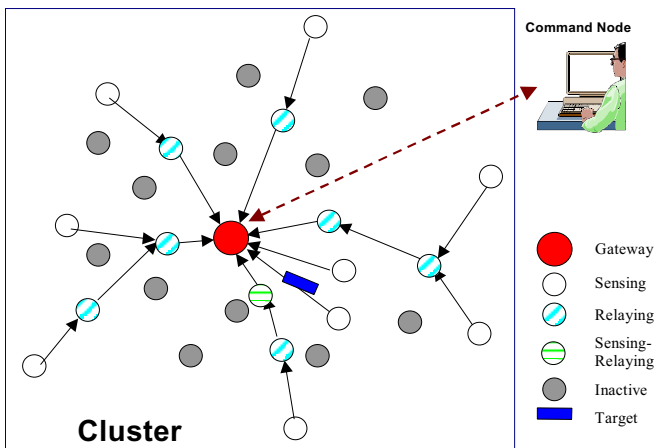 Command Node
Gateway
Sensing
Relaying
Sensing-
Relaying
Inactive
Target
Cluster